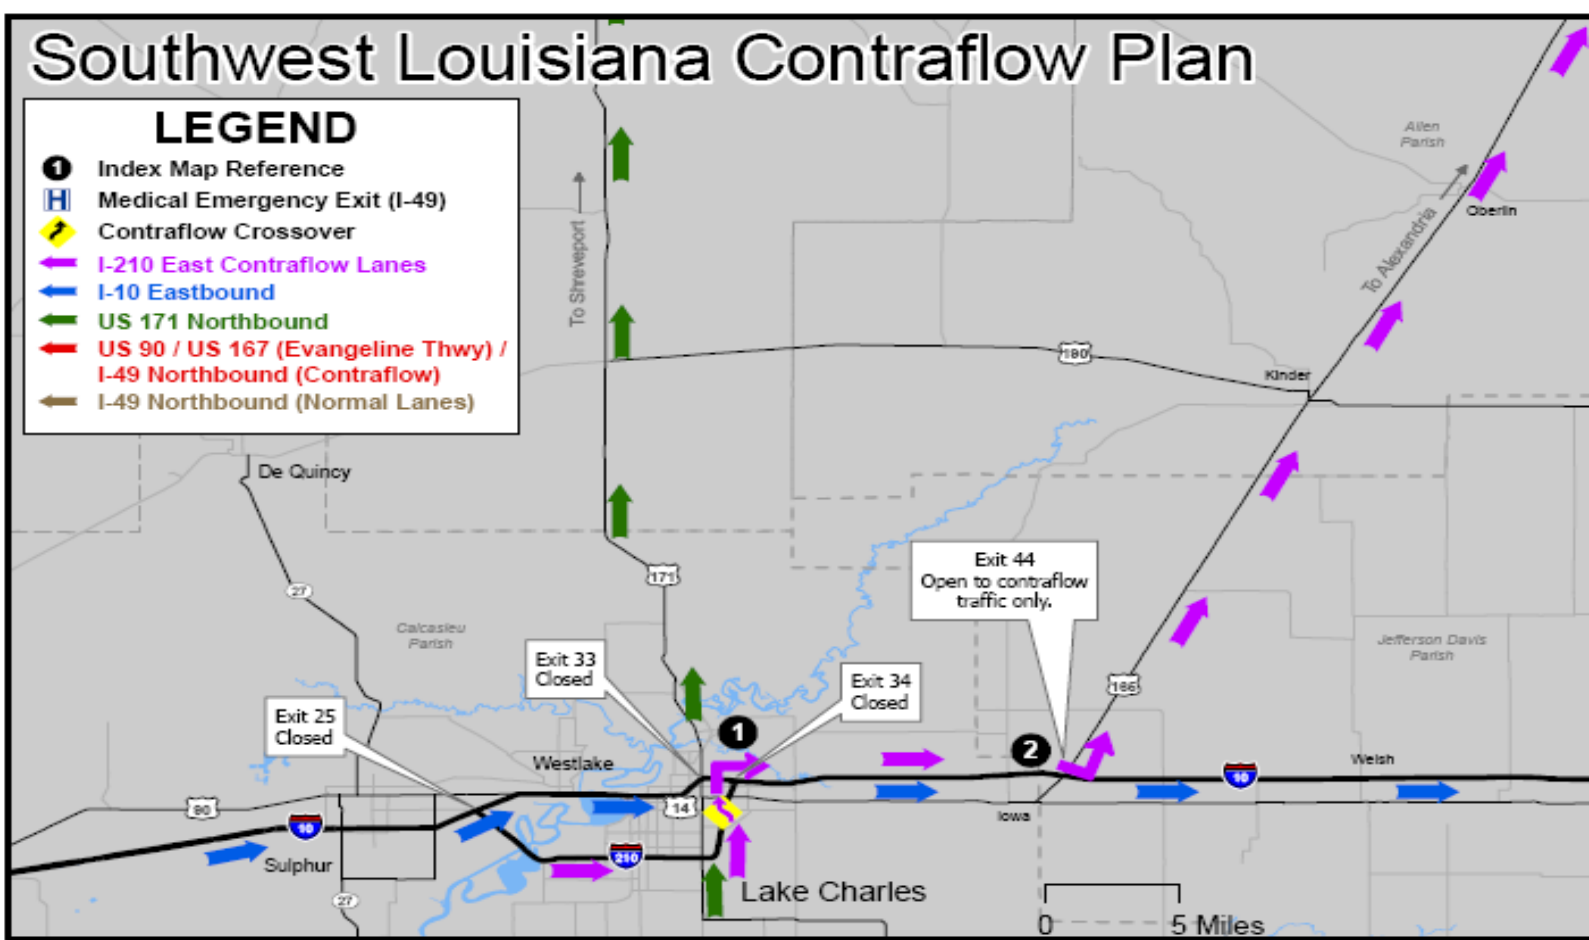 Southwest Louisiana Contraflow Plan
LEGEND
1 Index Map Reference
H Medical Emergency Exit (I-49)
Contraflow Crossover
I-210 East Contraflow Lanes
I-10 Eastbound
US 171 Northbound
US 90 / US 167 (Evangeline Thwy) /
I-49 Northbound (Contraflow)
I-49 Northbound (Normal Lanes)
To Shreveport
Allen
Parish
Oberlin
To Alexandria
190
Kinder
De Quincy
27
171
Calcasieu
Parish
Exit 44
Open to contraflow
traffic only.
Jefferson Davis
Parish
Exit 33
Closed
Exit 34
Closed
165
Exit 25
Closed
1
2
Westlake
Welsh
10
90
14
Iowa
10
Sulphur
210
Lake Charles
27
0 5 Miles